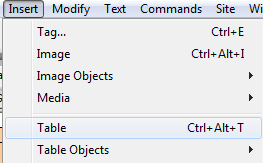 Insert Modify Text Commands Site
Tag... Ctrl+E
Image Ctrl+Alt+I
Image Objects
Media
Table Ctrl+Alt+T
Table Objects